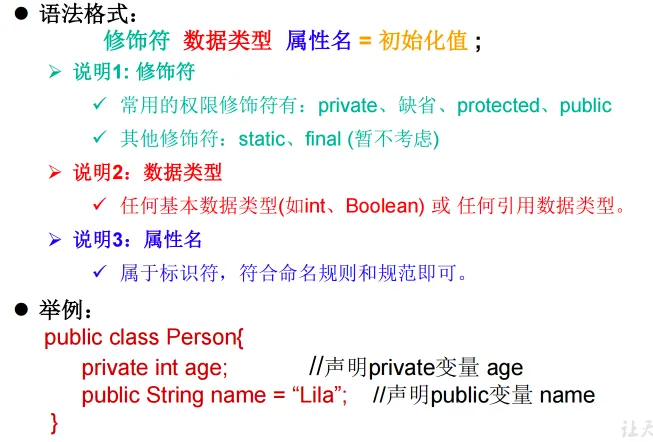 ● 语法格式：
修饰符 数据类型 属性名 = 初始化值 ;
➢ 说明1: 修饰符
✓ 常用的权限修饰符有：private、缺省、protected、public
✓ 其他修饰符：static、final (暂不考虑)
➢ 说明2：数据类型
✓ 任何基本数据类型(如int、Boolean) 或 任何引用数据类型。
➢ 说明3：属性名
✓ 属于标识符，符合命名规则和规范即可。
● 举例：
public class Person{
private int age; //声明private变量 age
public String name = “Lila”; //声明public变量 name
}
让天